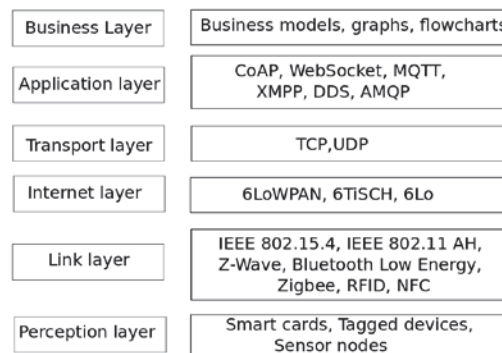 Business Layer
Business models, graphs, flowcharts
Application layer
CoAP, WebSocket, MQTT,
XMPP, DDS, AMQP
Transport layer
TCP,UDP
Internet layer
6LoWPAN, 6TiSCH, 6Lo
Link layer
IEEE 802.15.4, IEEE 802.11 AH,
Z-Wave, Bluetooth Low Energy,
Zigbee, RFID, NFC
Perception layer
Smart cards, Tagged devices,
Sensor nodes